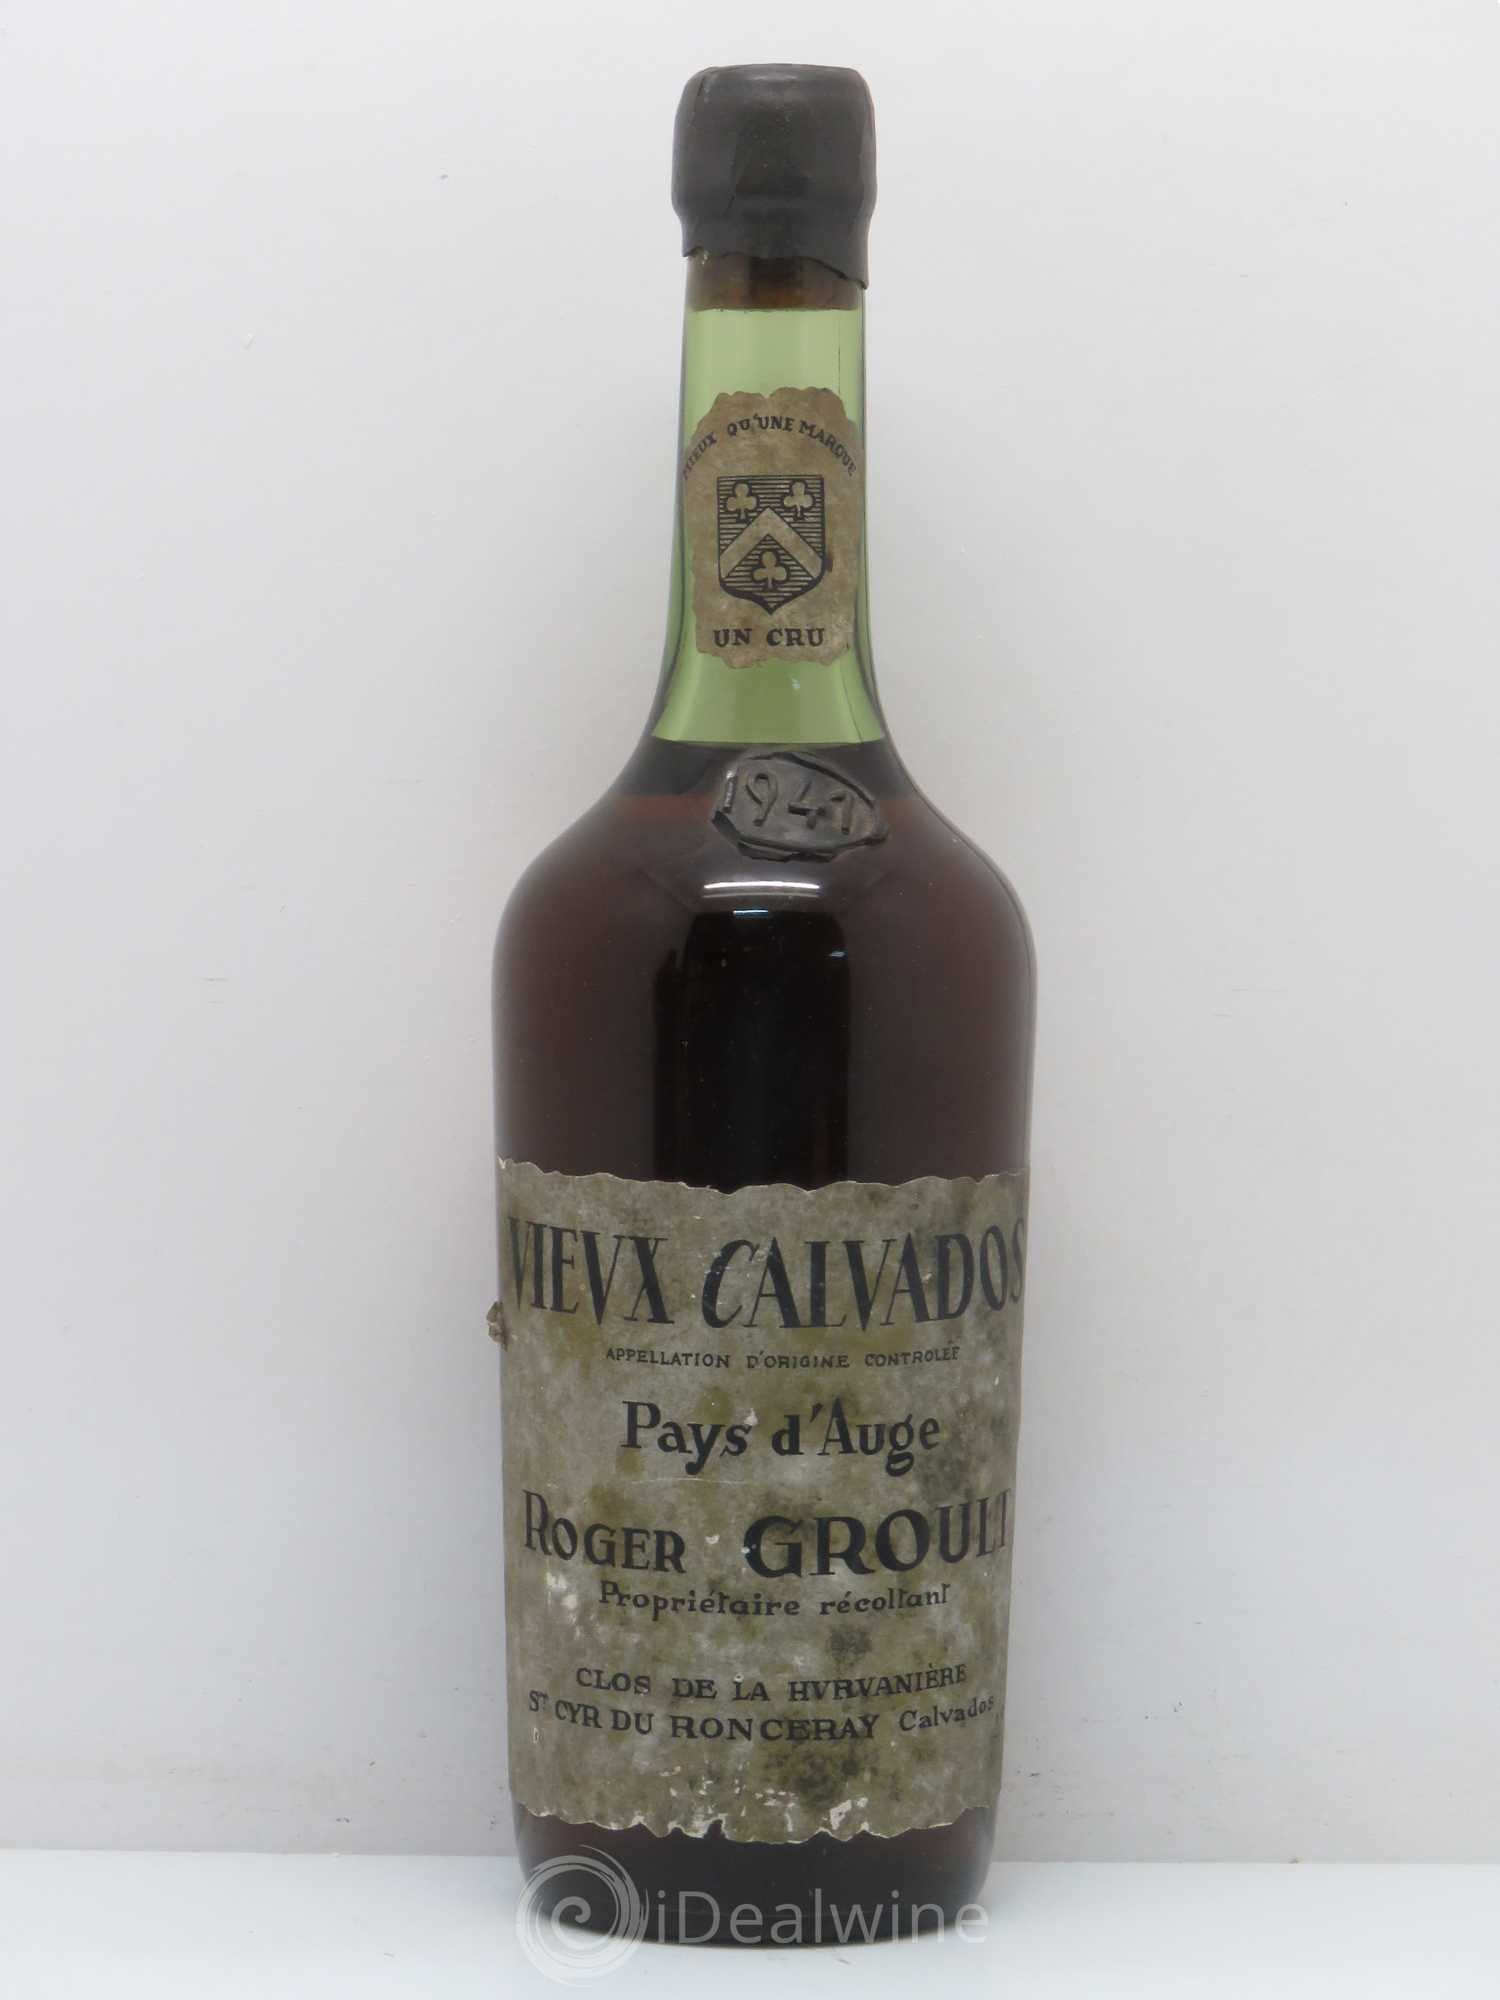 MIEUX QU'UNE MARQUE
UN CRU
1941
VIEVX CALVADOS
APPELLATION D'ORIGINE CONTROLÉE
Pays d'Auge
ROGER GROULT
Propriétaire récoltant
CLOS DE LA HVRVANIÈRE
ST CYR DU RONCERAY Calvados
iDealwine